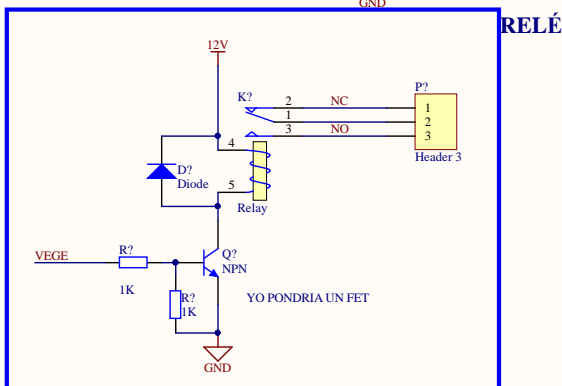 GND
RELÉ
12V
K?
P?
2
NC
1
1
2
3
NO
3
Header 3
4
D?
Diode
5
Relay
VEGE
R?
1K
Q?
NPN
R?
1K
YO PONDRIA UN FET
GND